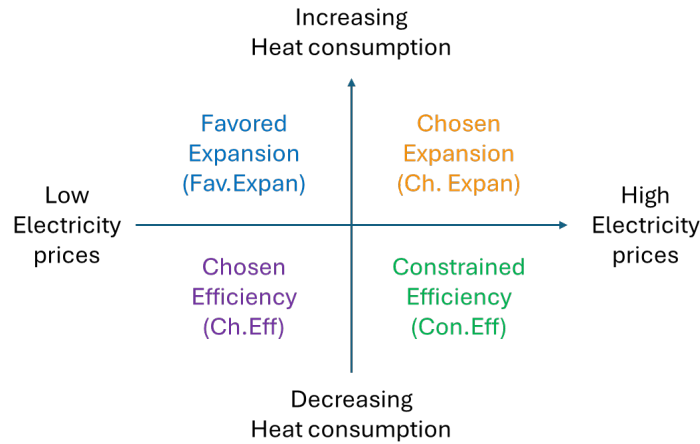 Increasing
Heat consumption
Favored
Expansion
(Fav.Expan)
Chosen
Expansion
(Ch. Expan)
Low
Electricity
prices
High
Electricity
prices
Chosen
Efficiency
(Ch.Eff)
Constrained
Efficiency
(Con.Eff)
Decreasing
Heat consumption